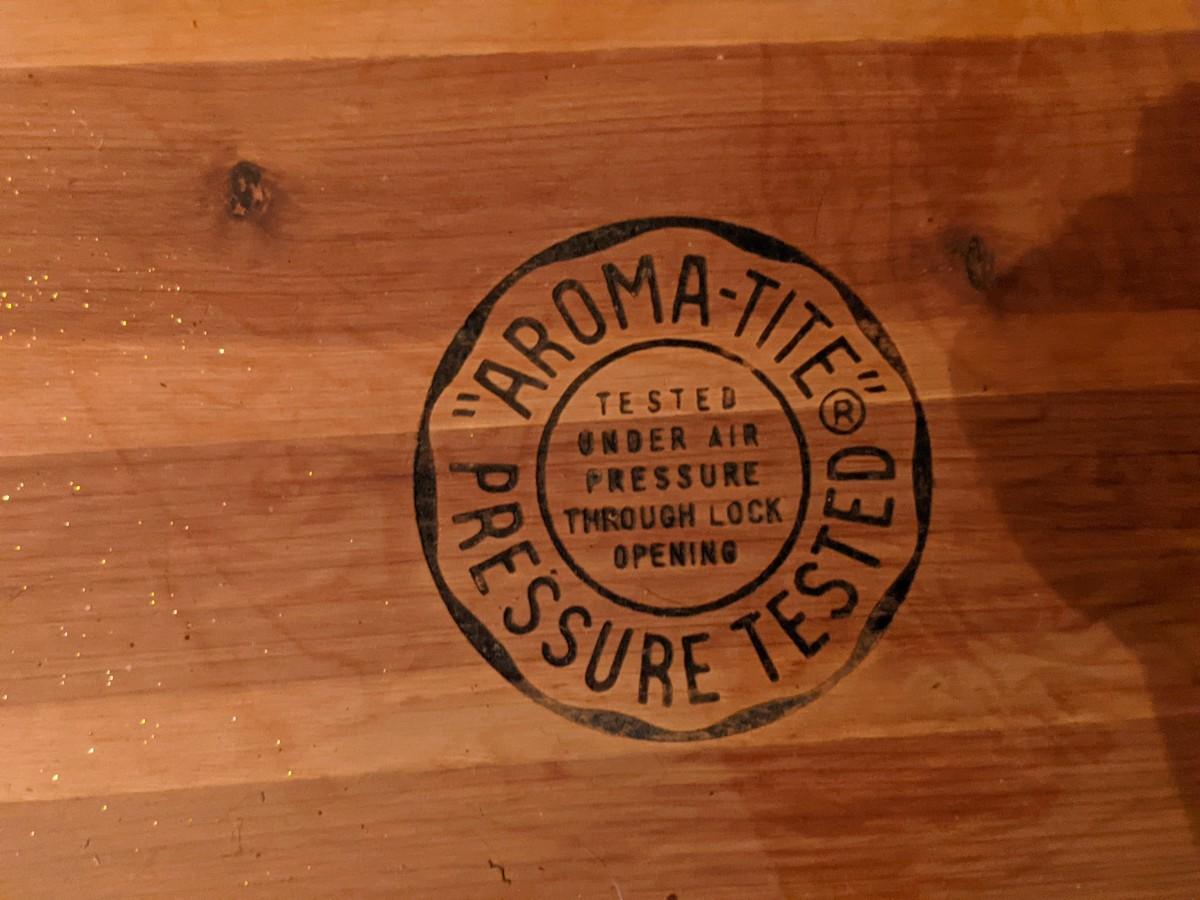 "AROMA-TITE"®
TESTED
UNDER AIR
PRESSURE
THROUGH LOCK
OPENING
PRESSURE TESTED